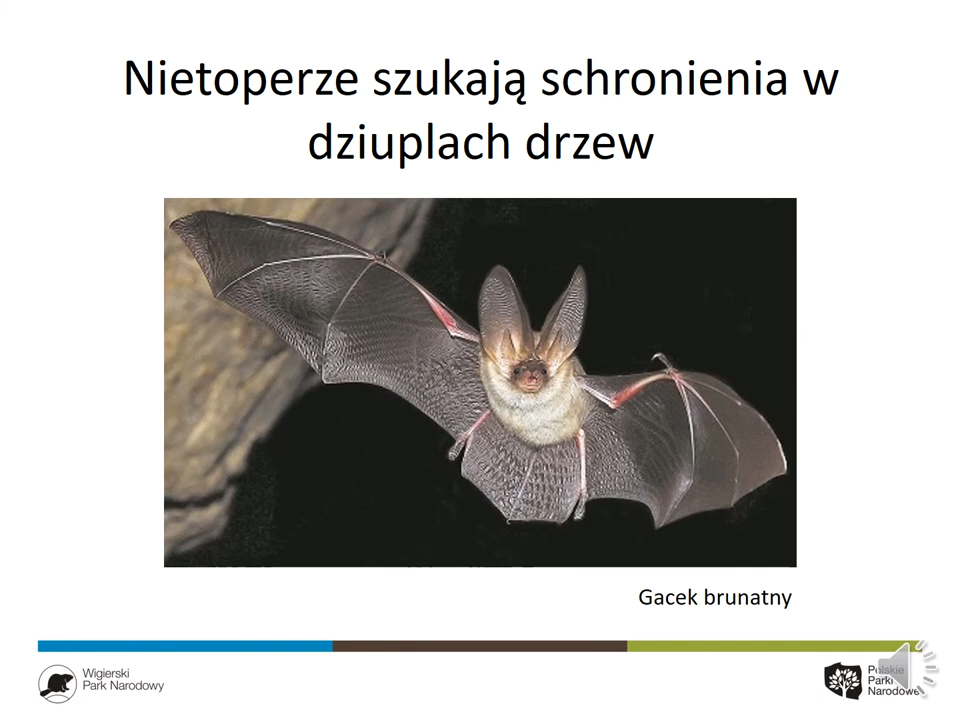 Nietoperze szukają schronienia w
dziuplach drzew
Gacek brunatny
Wigierski
Park Narodowy
Polskie
Parki
Narodowe